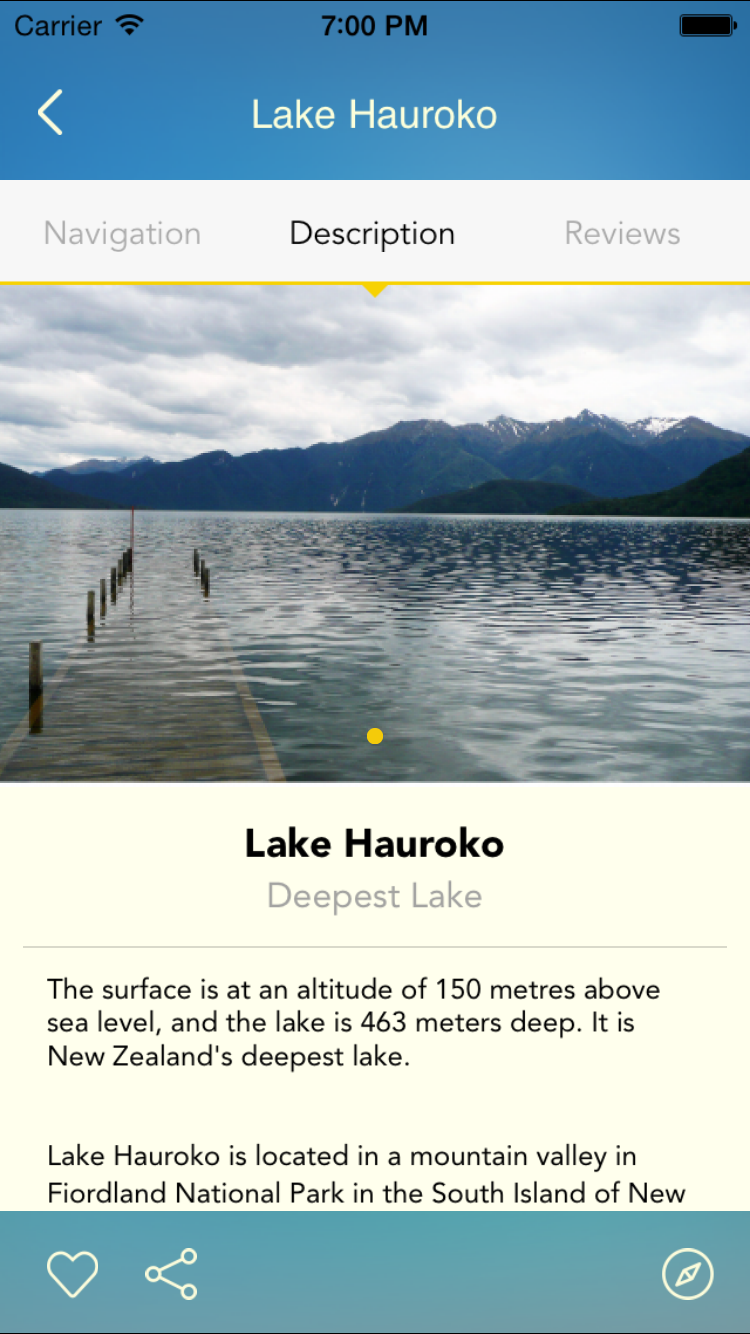 Carrier 7:00 PM
Lake Hauroko
Navigation Description Reviews
Lake Hauroko
Deepest Lake
The surface is at an altitude of 150 metres above
sea level, and the lake is 463 meters deep. It is
New Zealand's deepest lake.
Lake Hauroko is located in a mountain valley in
Fiordland National Park in the South Island of New